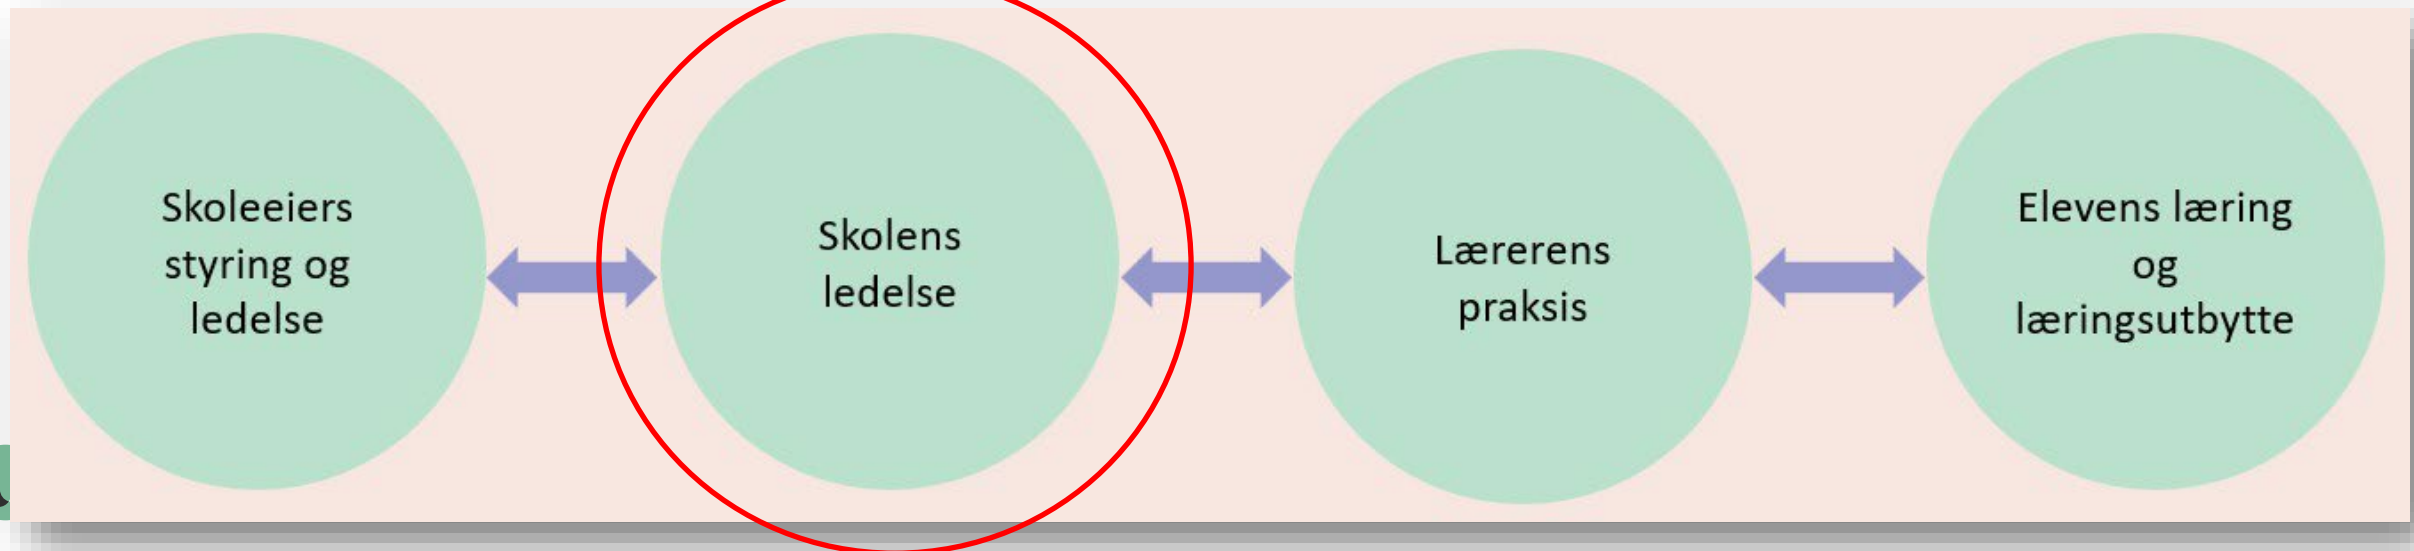 Skoleeiers
styring og
ledelse
Skolens
ledelse
Lærerens
praksis
Elevens læring
og
læringsutbytte